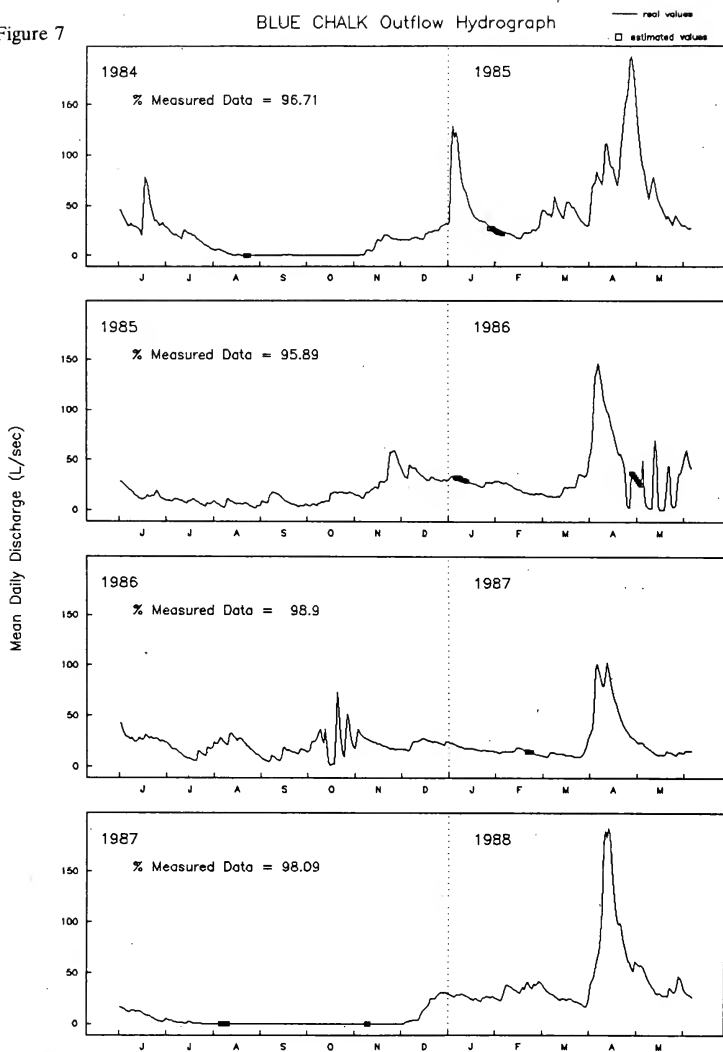 Figure 7
BLUE CHALK Outflow Hydrograph
real values
estimated values
Mean Daily Discharge (L/sec)
1984
1985
% Measured Data = 96.71
150
100
50
0
J J A S O N D J F M A M
1985
1986
% Measured Data = 95.89
150
100
50
0
J J A S O N D J F M A M
1986
1987
% Measured Data = 98.9
150
100
50
0
J J A S O N D J F M A M
1987
1988
% Measured Data = 98.09
150
100
50
0
J J A S O N D J F M A M